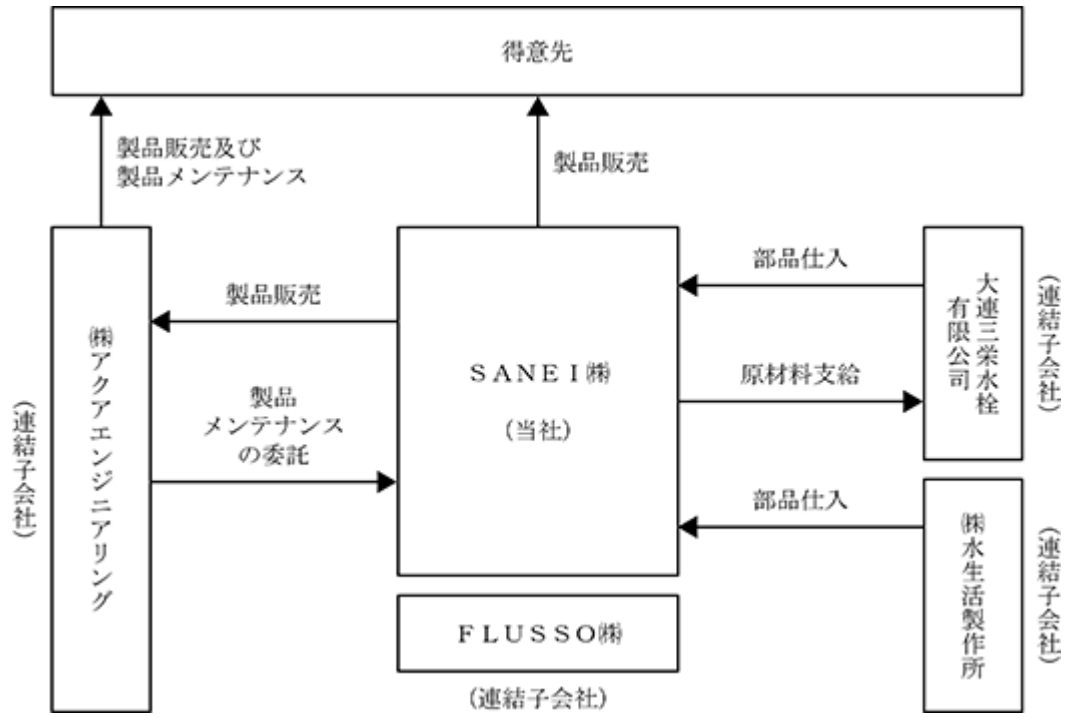 得意先
製品販売及び
製品メンテナンス
製品販売
㈱アクアエンジニアリング
(連結子会社)
製品販売
製品
メンテナンス
の委託
ＳＡＮＥＩ㈱
(当社)
部品仕入
原材料支給
部品仕入
大連三栄水栓
有限公司
(連結子会社)
㈱水生活製作所
(連結子会社)
ＦＬＵＳＳＯ㈱
(連結子会社)